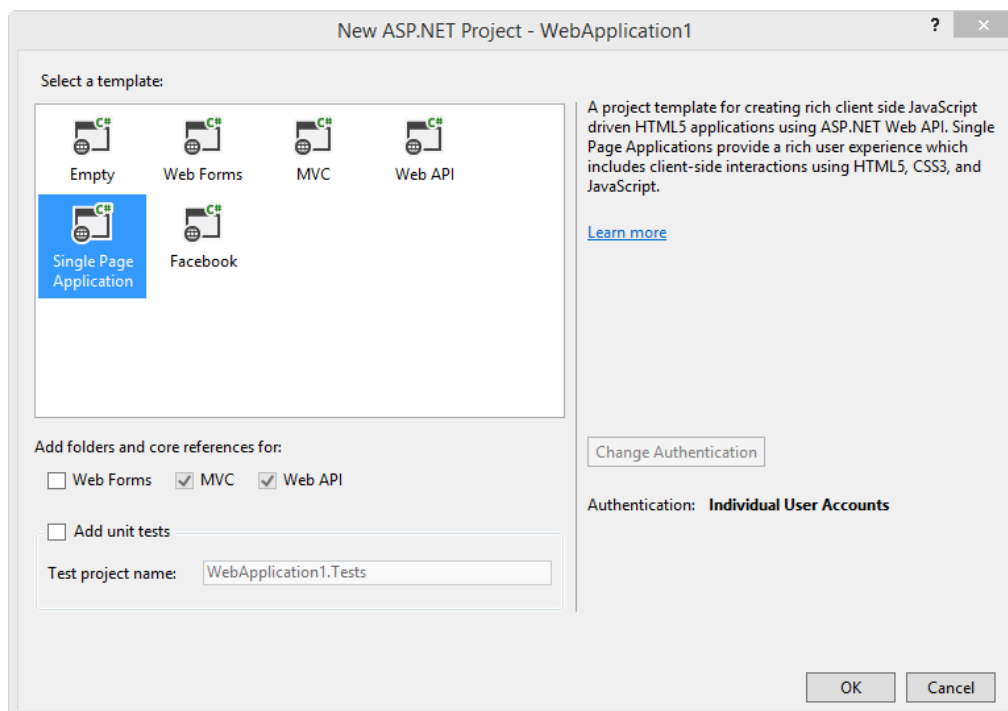 New ASP.NET Project - WebApplication1
?
Select a template:
C# C# C# C#
Empty Web Forms MVC Web API
C# C#
Single Page Facebook
Application
A project template for creating rich client side JavaScript
driven HTML5 applications using ASP.NET Web API. Single
Page Applications provide a rich user experience which
includes client-side interactions using HTML5, CSS3, and
JavaScript.
Learn more
Add folders and core references for:
Web Forms MVC Web API
Add unit tests
Test project name: WebApplication1.Tests
Change Authentication
Authentication: Individual User Accounts
OK Cancel